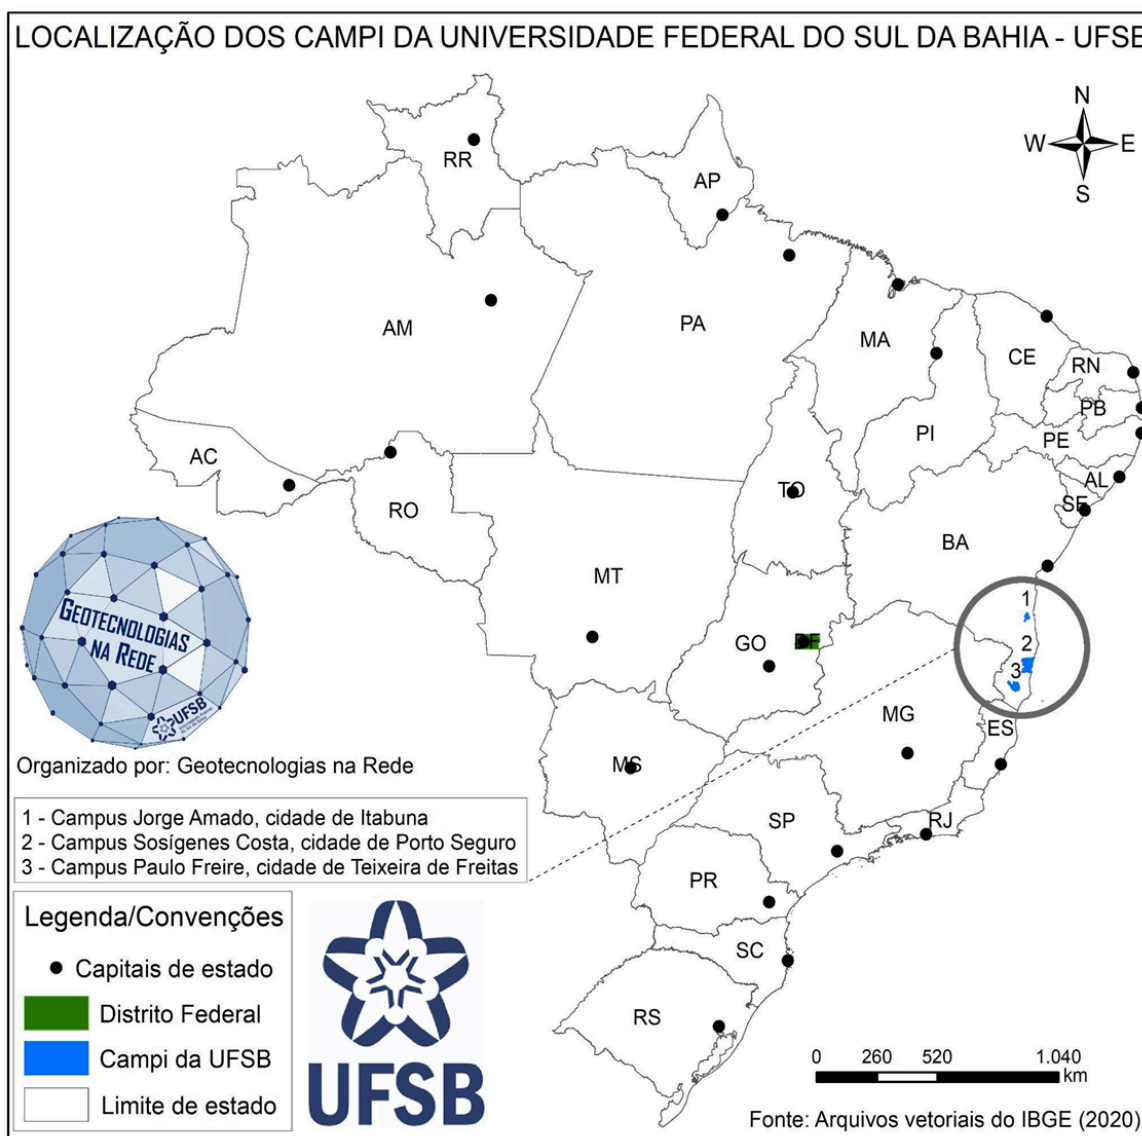 LOCALIZAÇÃO DOS CAMPI DA UNIVERSIDADE FEDERAL DO SUL DA BAHIA - UFSB
N
W E
S
RR
AP
AM
PA
MA
CE
RN
PB
PI
PE
AC
AL
TO
SE
RO
BA
MT
1
GEOTECNOLOGIAS
NA REDE
GO
DF
2
3
UFSB
MG
ES
Organizado por: Geotecnologias na Rede
MS
1 - Campus Jorge Amado, cidade de Itabuna
2 - Campus Sosígenes Costa, cidade de Porto Seguro
3 - Campus Paulo Freire, cidade de Teixeira de Freitas
SP
RJ
PR
Legenda/Convenções
Capitais de estado
Distrito Federal
Campi da UFSB
Limite de estado
SC
RS
UFSB
0 260 520 1.040
km
Fonte: Arquivos vetoriais do IBGE (2020)